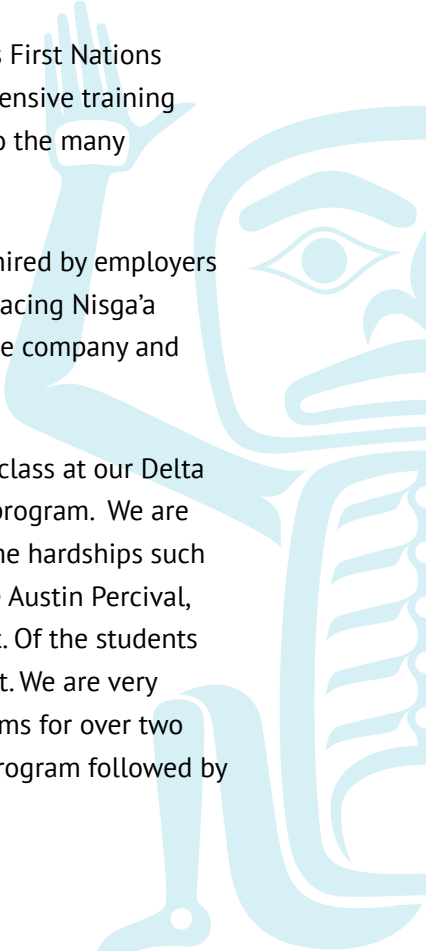 First Nations
ensive training
the many
hired by employers
acing Nisga'a
e company and
class at our Delta
program. We are
ne hardships such
Austin Percival,
. Of the students
t. We are very
ms for over two
rogram followed by